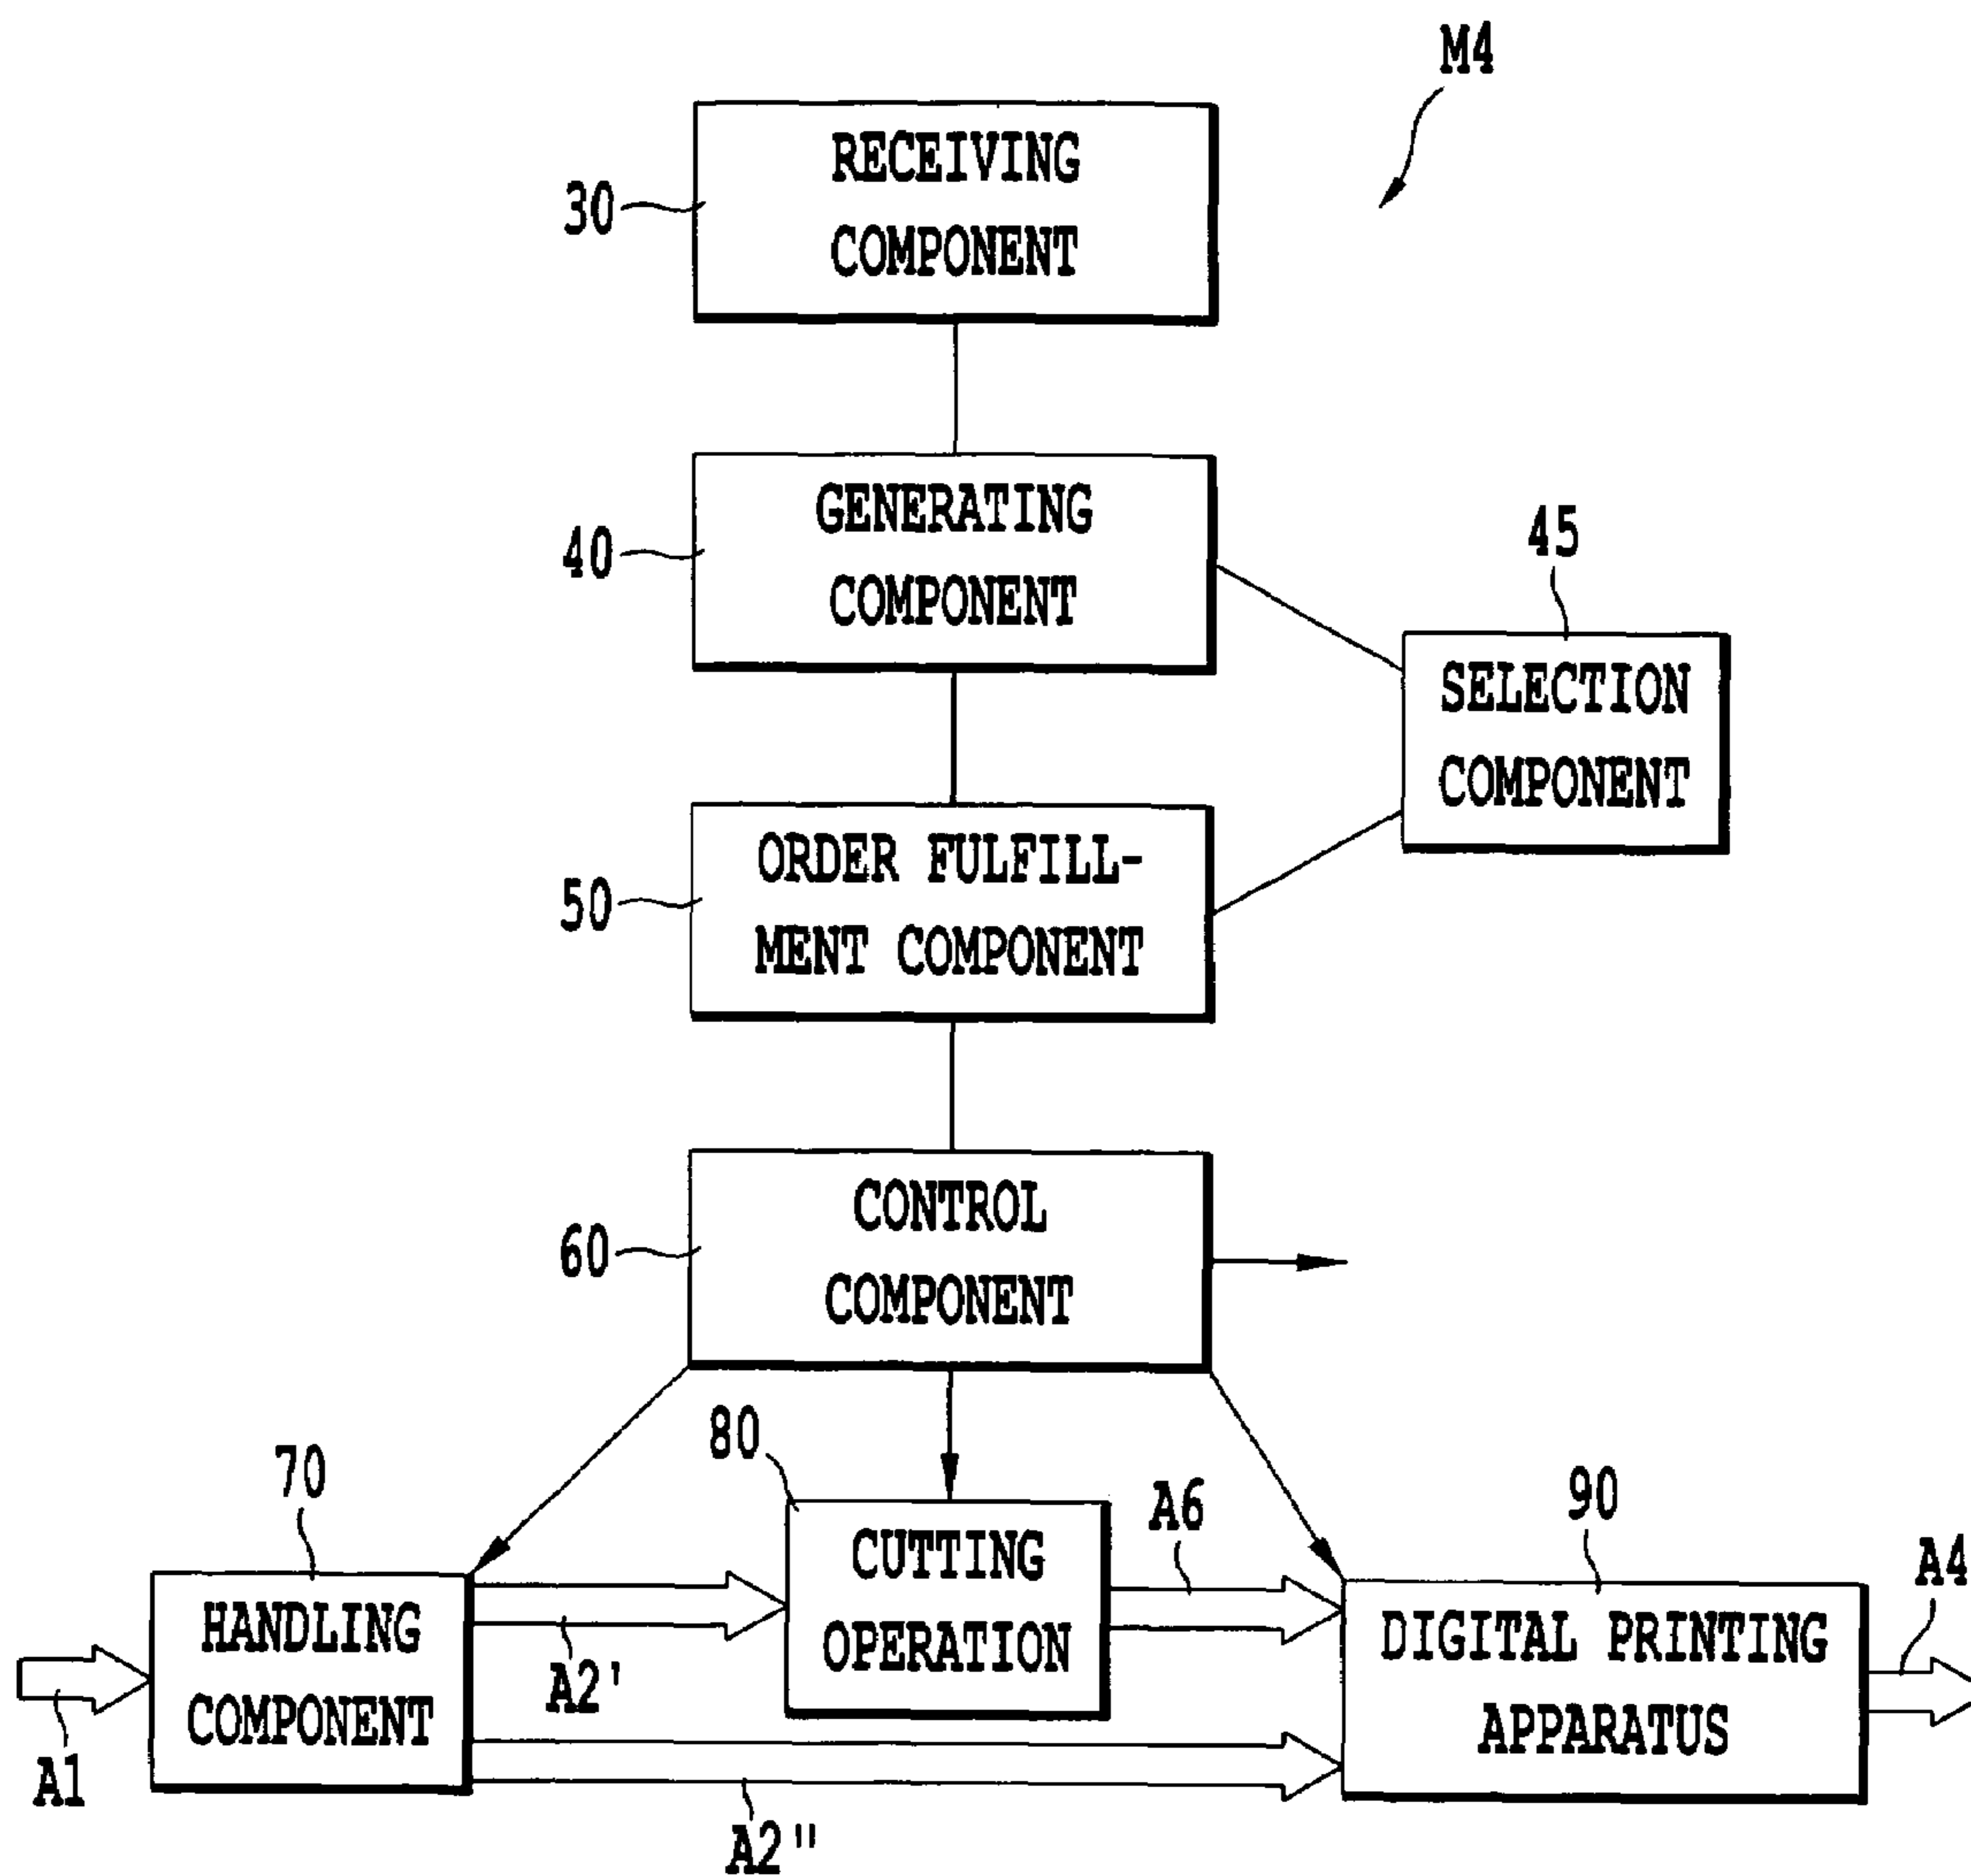 M4
RECEIVING
COMPONENT
30
GENERATING
COMPONENT
40
45
SELECTION
COMPONENT
ORDER FULFILL-
MENT COMPONENT
50
CONTROL
COMPONENT
60
70
80
A6
90
A4
HANDLING
COMPONENT
CUTTING
OPERATION
DIGITAL PRINTING
APPARATUS
A1
A2'
A2"